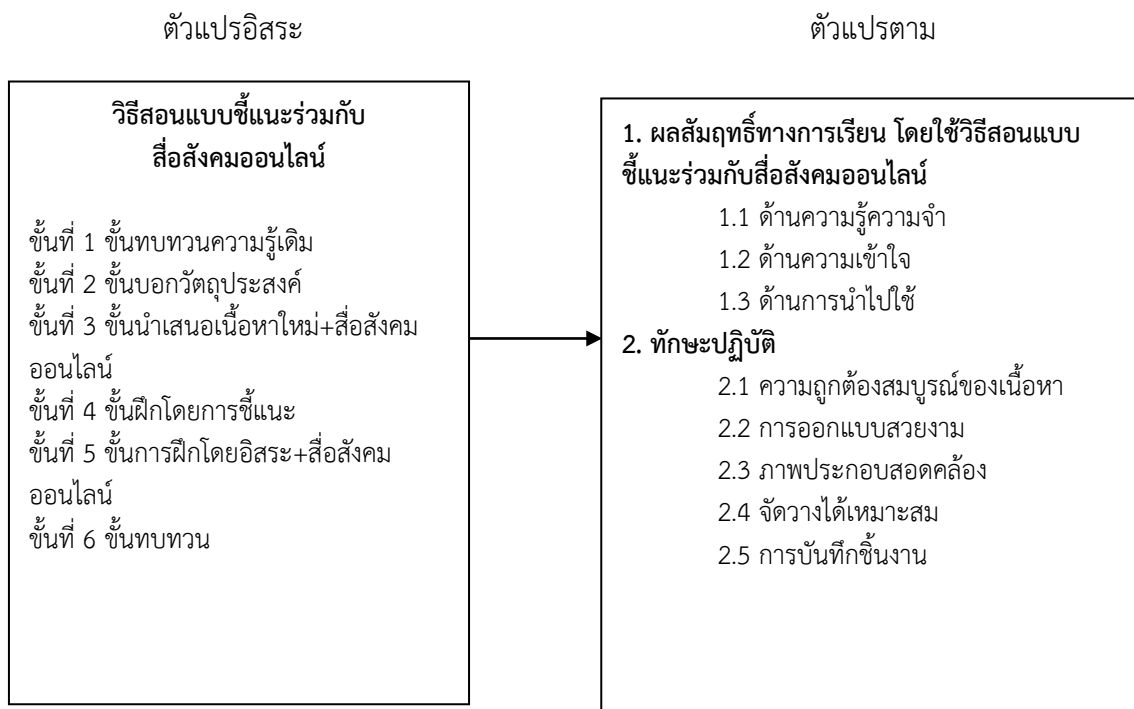 ตัวแปรอิสระ
ตัวแปรตาม
วิธีสอนแบบชี้แนะร่วมกับ
สื่อสังคมออนไลน์
ขั้นที่ 1 ขั้นทบทวนความรู้เดิม
ขั้นที่ 2 ขั้นบอกวัตถุประสงค์
ขั้นที่ 3 ขั้นนำเสนอเนื้อหาใหม่+สื่อสังคม
ออนไลน์
ขั้นที่ 4 ขั้นฝึกโดยการชี้แนะ
ขั้นที่ 5 ขั้นการฝึกโดยอิสระ+สื่อสังคม
ออนไลน์
ขั้นที่ 6 ขั้นทบทวน
1. ผลสัมฤทธิ์ทางการเรียน โดยใช้วิธีสอนแบบ
ชี้แนะร่วมกับสื่อสังคมออนไลน์
1.1 ด้านความรู้ความจำ
1.2 ด้านความเข้าใจ
1.3 ด้านการนำไปใช้
2. ทักษะปฏิบัติ
2.1 ความถูกต้องสมบูรณ์ของเนื้อหา
2.2 การออกแบบสวยงาม
2.3 ภาพประกอบสอดคล้อง
2.4 จัดวางได้เหมาะสม
2.5 การบันทึกชิ้นงาน